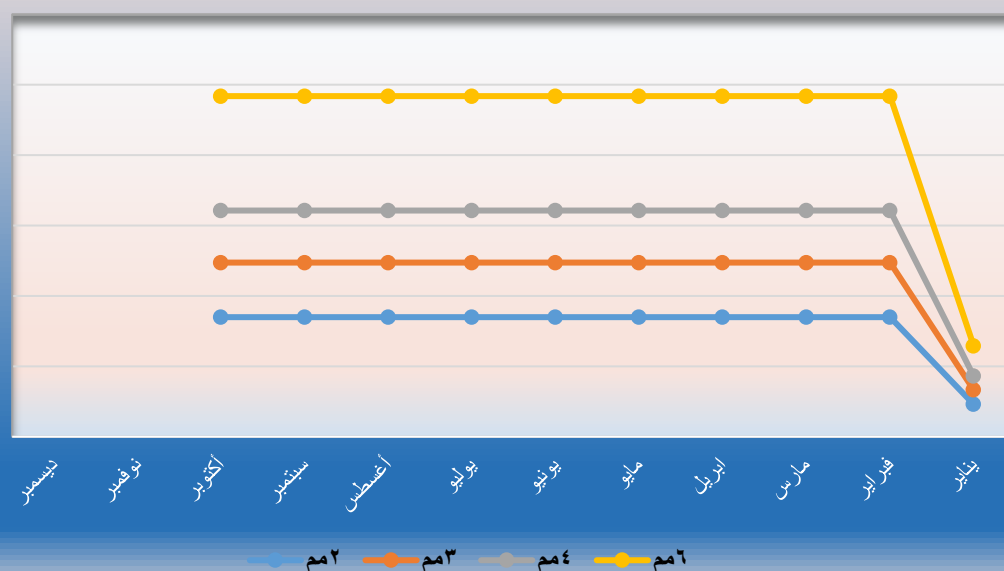 يناير
فبراير
مارس
ابريل
مايو
يونيو
يوليو
أغسطس
سبتمبر
أكتوبر
نوفمبر
ديسمبر
٦مم ٤مم ٣مم ٢مم